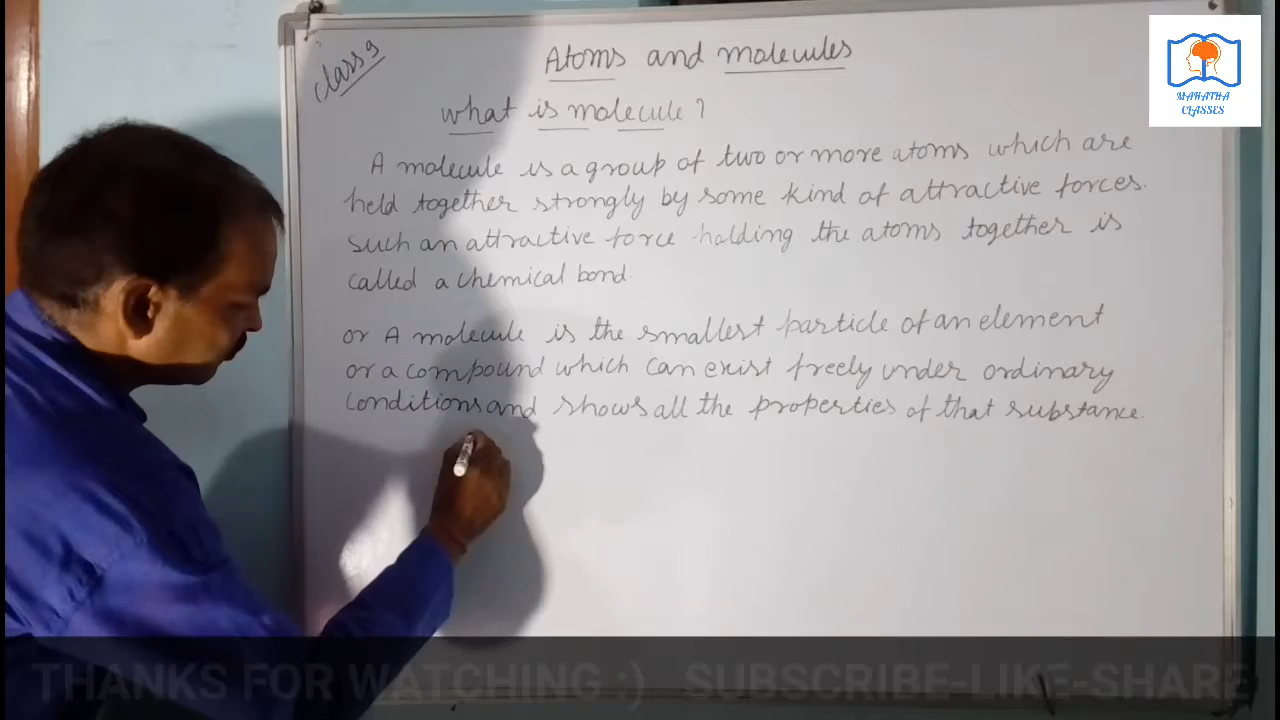 class 9
Atoms and molecules
what is molecule?
A molecule is a group of two or more atoms which are
held together strongly by some kind of attractive forces.
such an attractive force holding the atoms together is
called a chemical bond.
or A molecule is the smallest particle of an element
or a compound which can exist freely under ordinary
conditions and shows all the properties of that substance.
MAHATHA
CLASSES
THANKS FOR WATCHING :) SUBSCRIBE-LIKE-SHARE